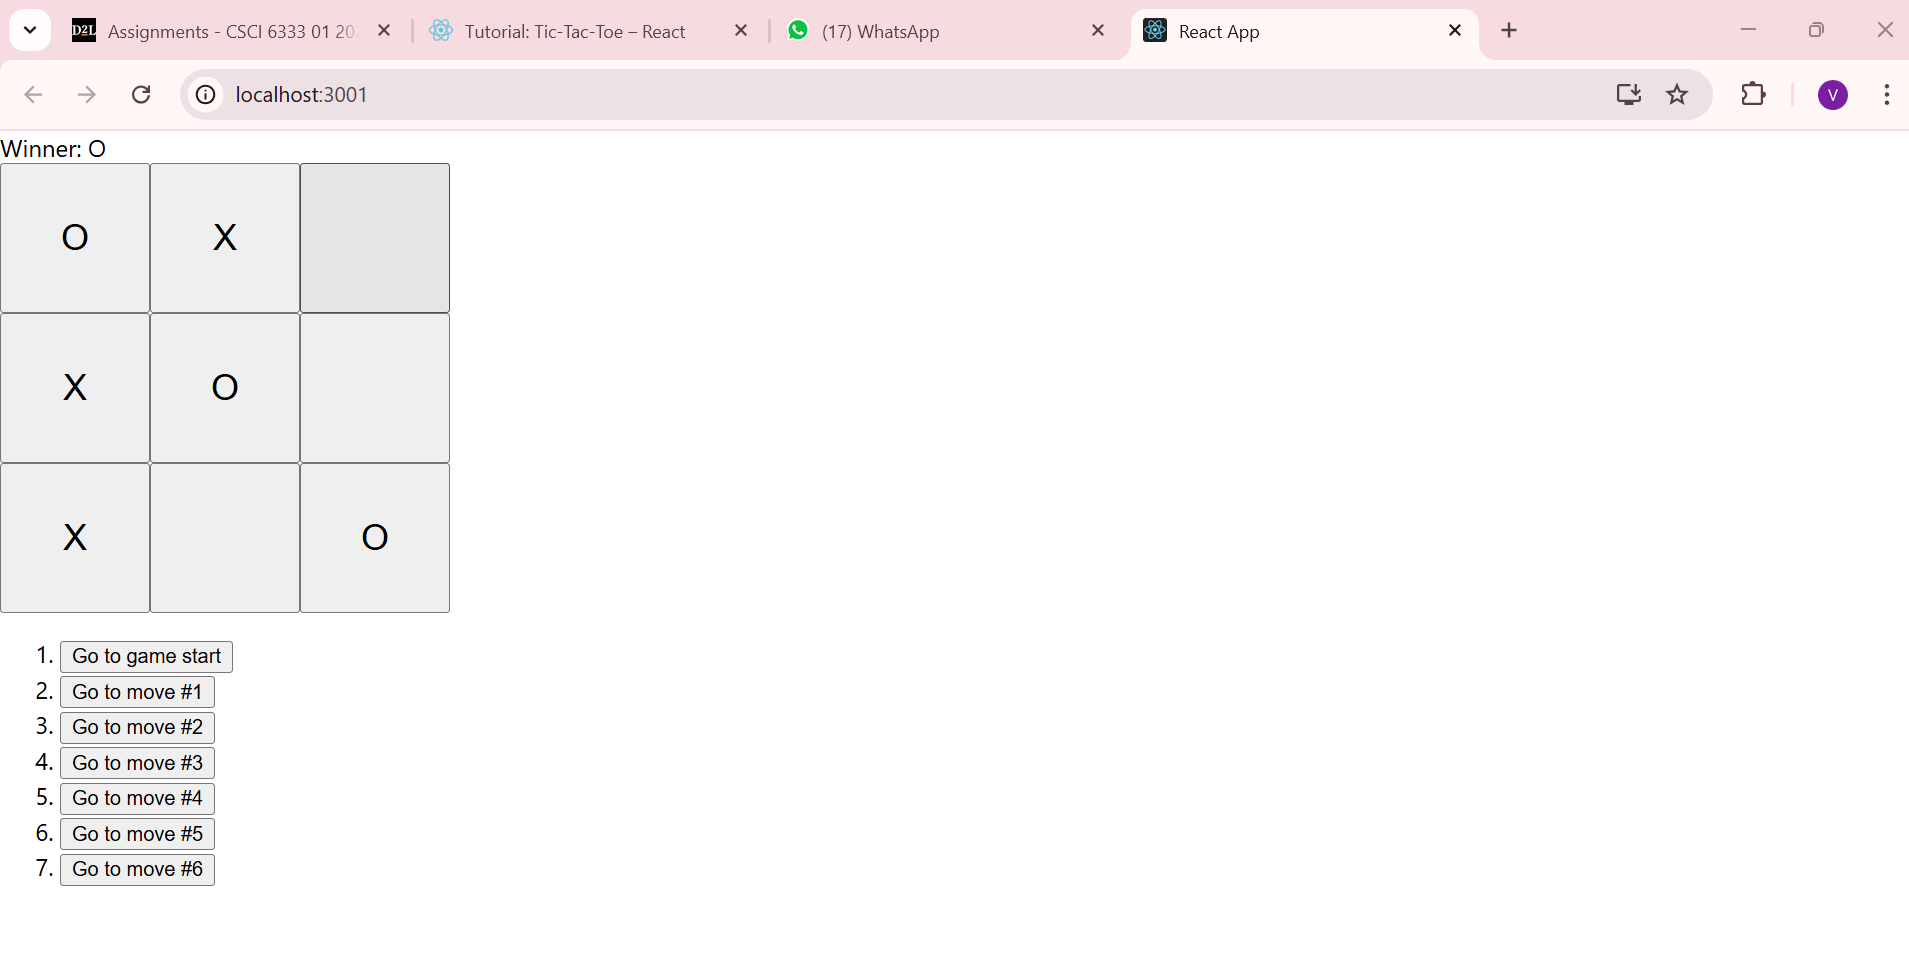 D2L Assignments - CSCI 6333 01 20
Tutorial: Tic-Tac-Toe – React
(17) WhatsApp
React App
localhost:3001
V
Winner: O
O X
X O
X O
1. Go to game start
2. Go to move #1
3. Go to move #2
4. Go to move #3
5. Go to move #4
6. Go to move #5
7. Go to move #6